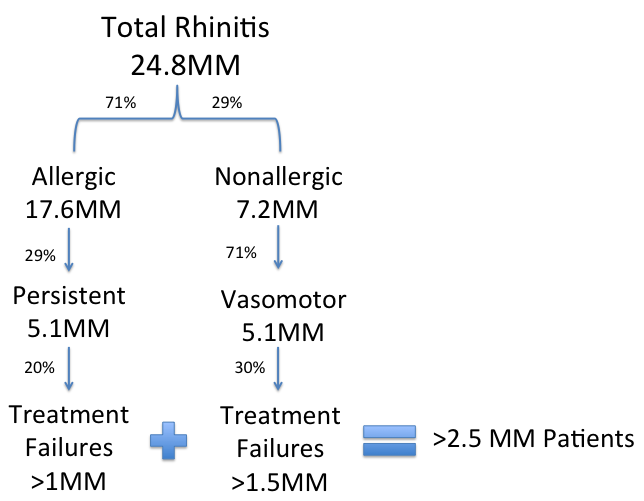 Total Rhinitis
24.8MM
71%
29%
Allergic
17.6MM
Nonallergic
7.2MM
29%
71%
Persistent
5.1MM
Vasomotor
5.1MM
20%
30%
Treatment
Failures
>1MM
Treatment
Failures
>1.5MM
>2.5 MM Patients